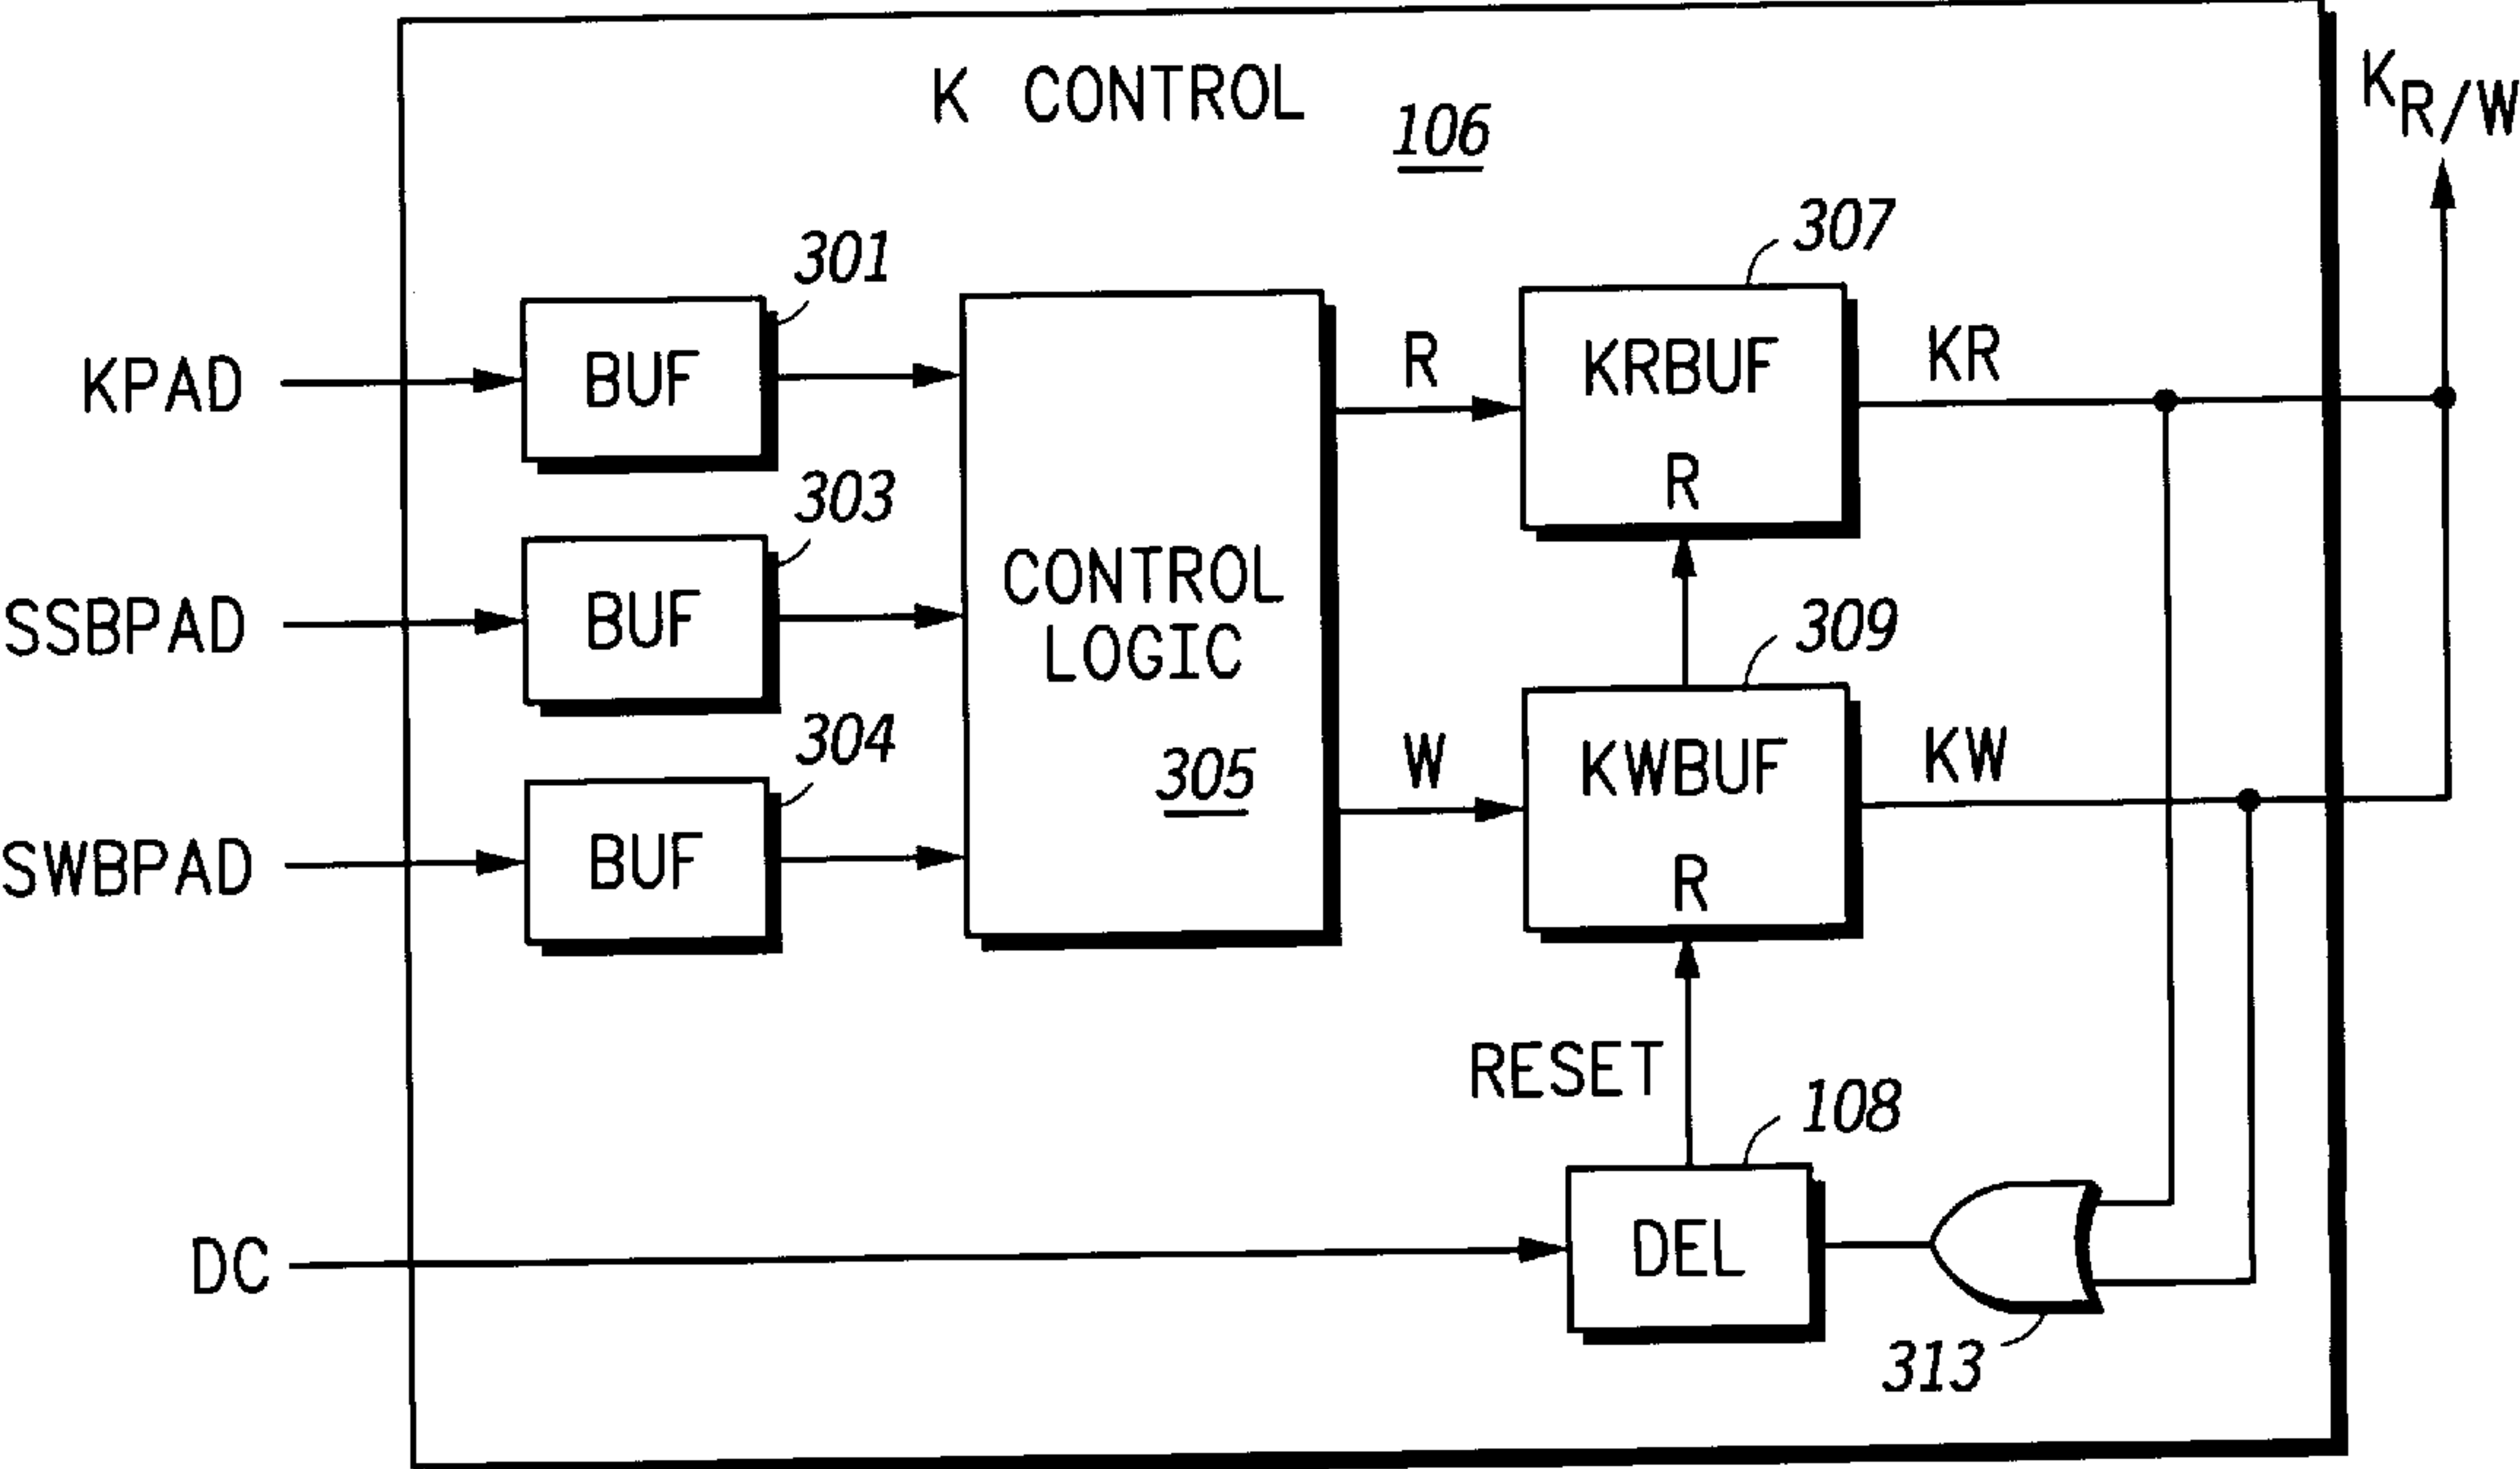 K CONTROL
106
K R/W
301
307
KPAD
BUF
R
KRBUF
KR
R
303
SSBPAD
BUF
CONTROL
LOGIC
305
309
304
SWBPAD
BUF
W
KWBUF
KW
R
RESET
108
DC
DEL
313